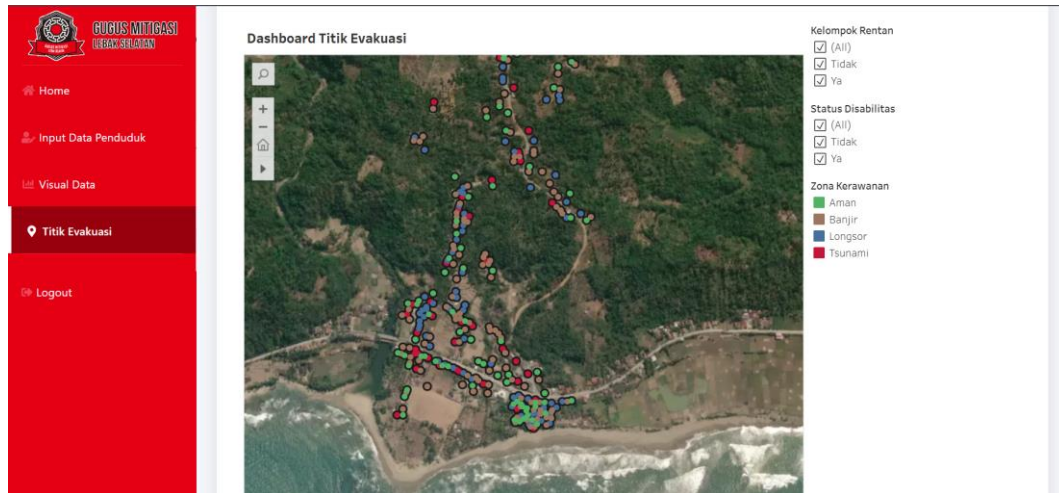 GUGUS MITIGASI
LEBAK SELATAN
Home
Input Data Penduduk
Visual Data
Titik Evakuasi
Logout
Dashboard Titik Evakuasi
Kelompok Rentan
(All)
Tidak
Ya
Status Disabilitas
(All)
Tidak
Ya
Zona Kerawanan
Aman
Banjir
Longsor
Tsunami